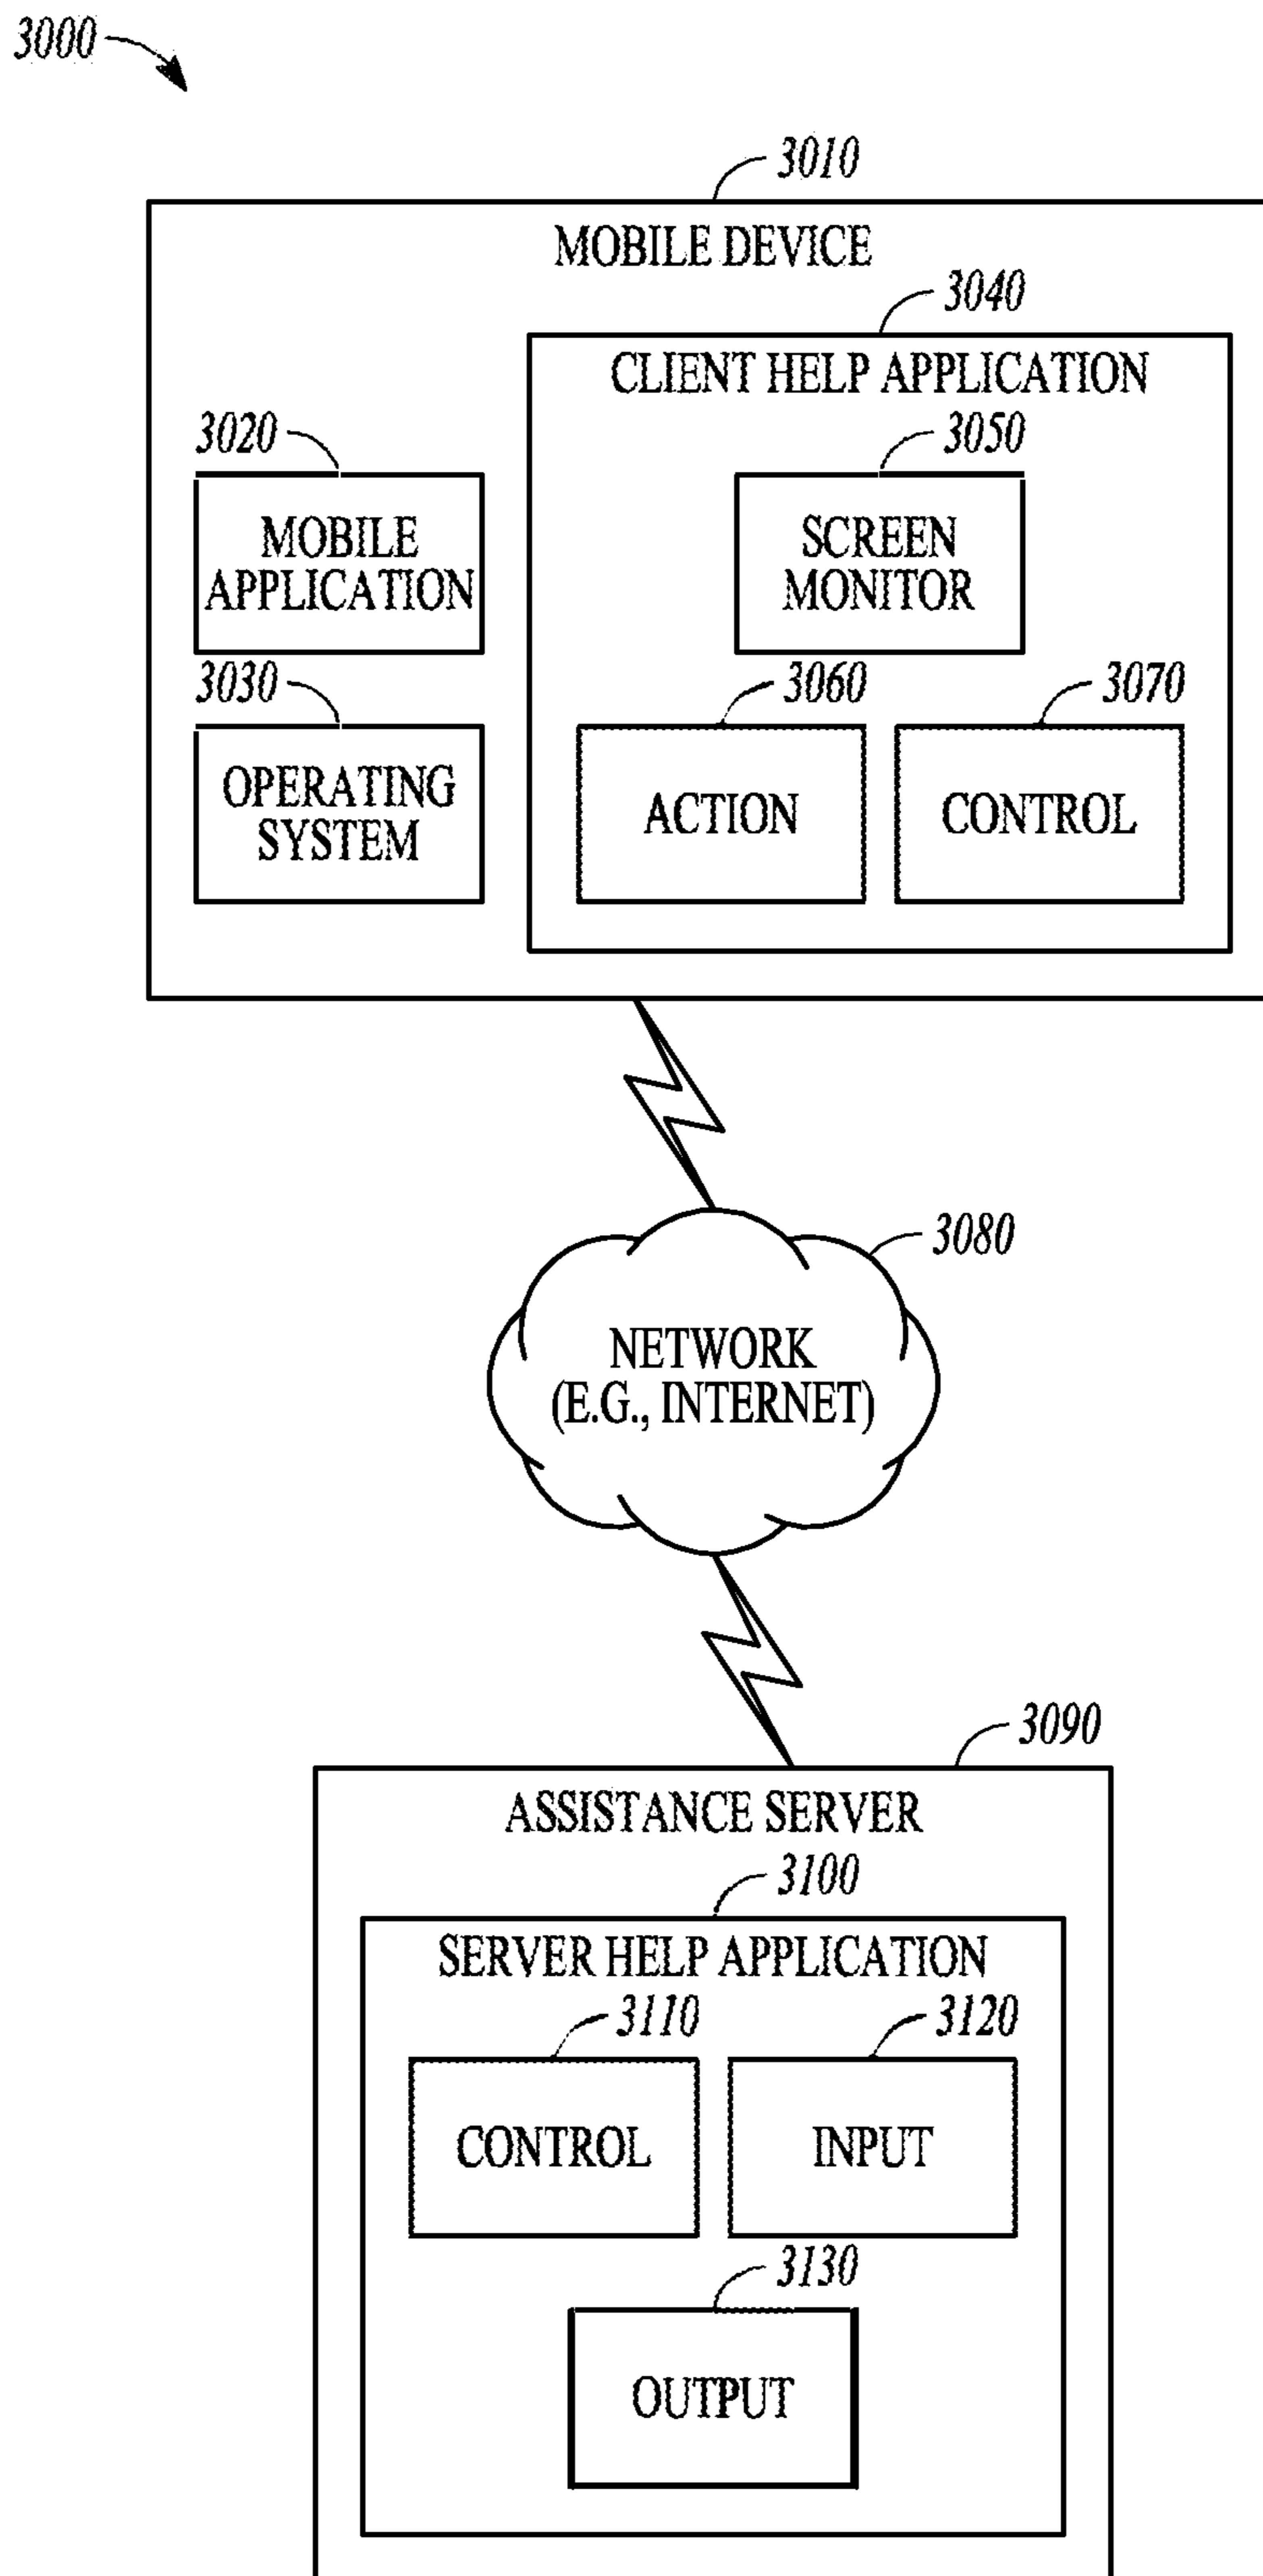 3000
3010
MOBILE DEVICE
3040
CLIENT HELP APPLICATION
3020
3050
MOBILE
APPLICATION
SCREEN
MONITOR
3030
3060
3070
OPERATING
SYSTEM
ACTION
CONTROL
3080
NETWORK
(E.G., INTERNET)
3090
ASSISTANCE SERVER
3100
SERVER HELP APPLICATION
3110
3120
CONTROL
INPUT
3130
OUTPUT